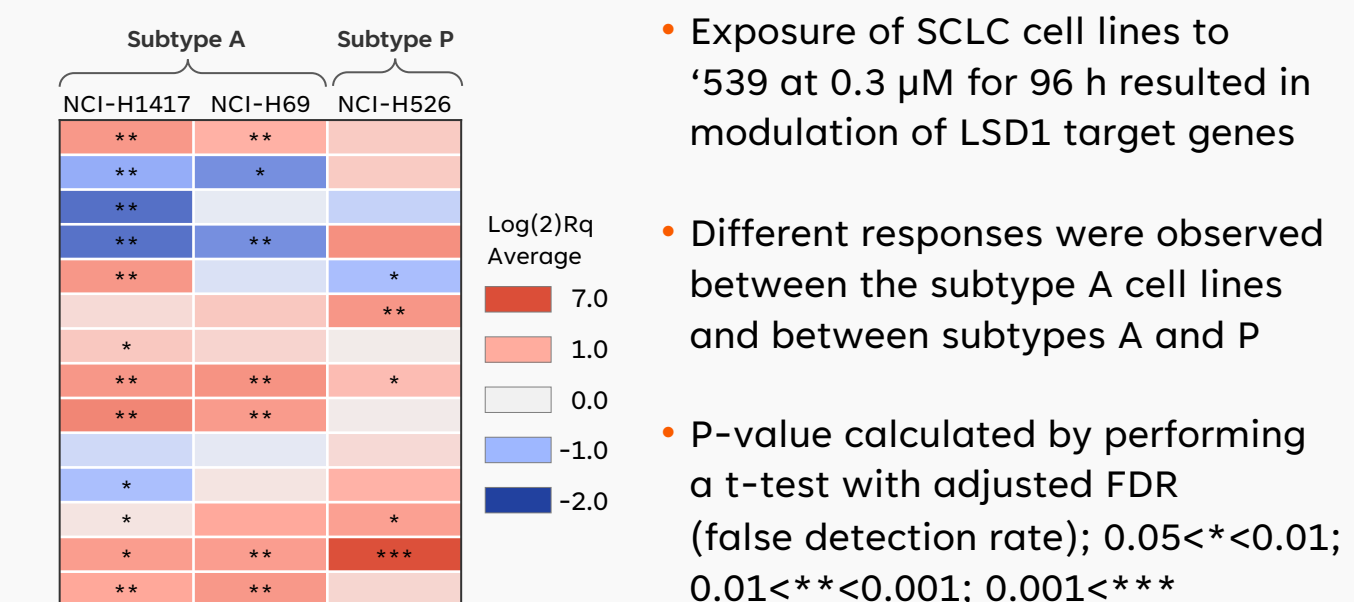 Subtype A Subtype P
NCI-H1417 NCI-H69 NCI-H526
** **
** *
**
** **
** *
**
*
** ** *
** **
*
* *
* ** ***
** **
Log(2)Rq
Average
7.0
1.0
0.0
-1.0
-2.0
• Exposure of SCLC cell lines to
‘539 at 0.3 µM for 96 h resulted in
modulation of LSD1 target genes
• Different responses were observed
between the subtype A cell lines
and between subtypes A and P
• P-value calculated by performing
a t-test with adjusted FDR
(false detection rate); 0.05<*<0.01;
0.01<**<0.001; 0.001<***